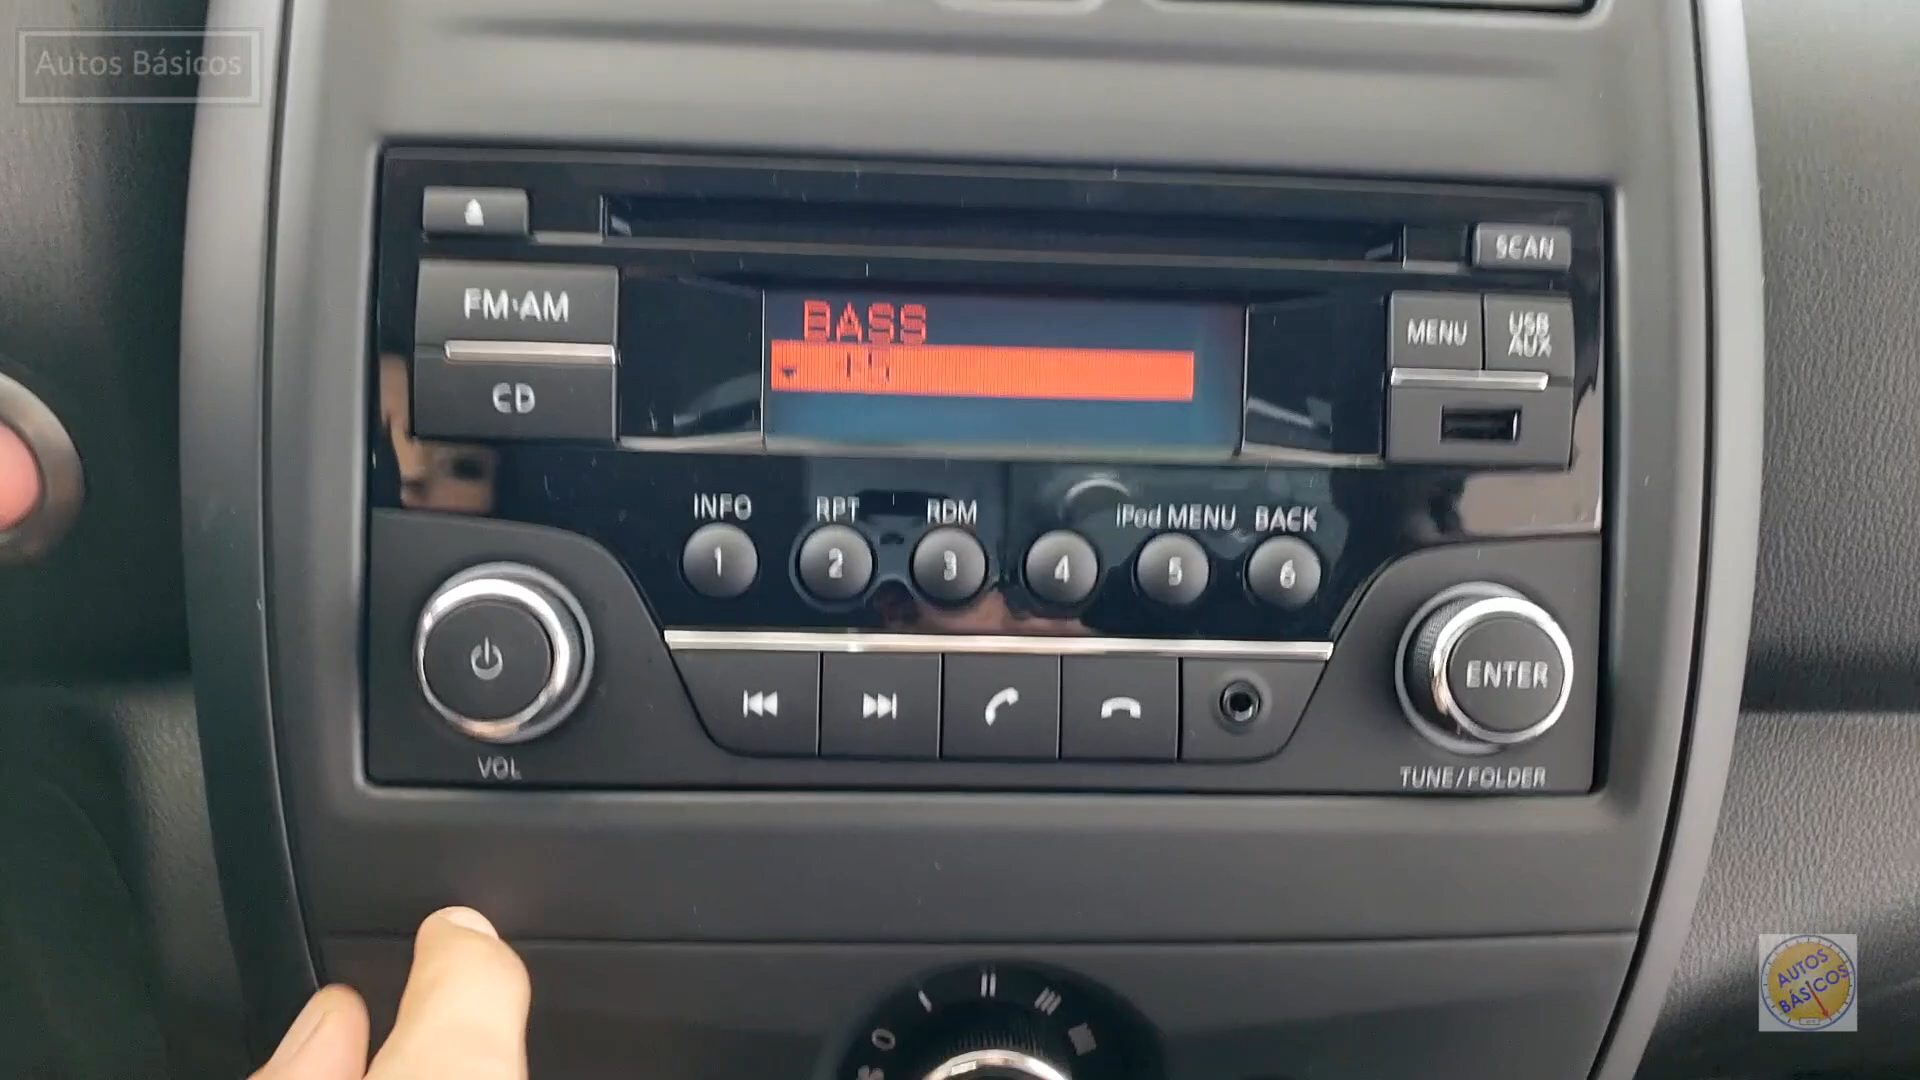 Autos Básicos
SCAN
FM·AM
CD
BASS
MENU
USB
AUX
INFO
RPT
RDM
iPod MENU
BACK
1
2
3
4
5
6
ENTER
VOL
TUNE/FOLDER
0
AUTOS
BÁSICOS